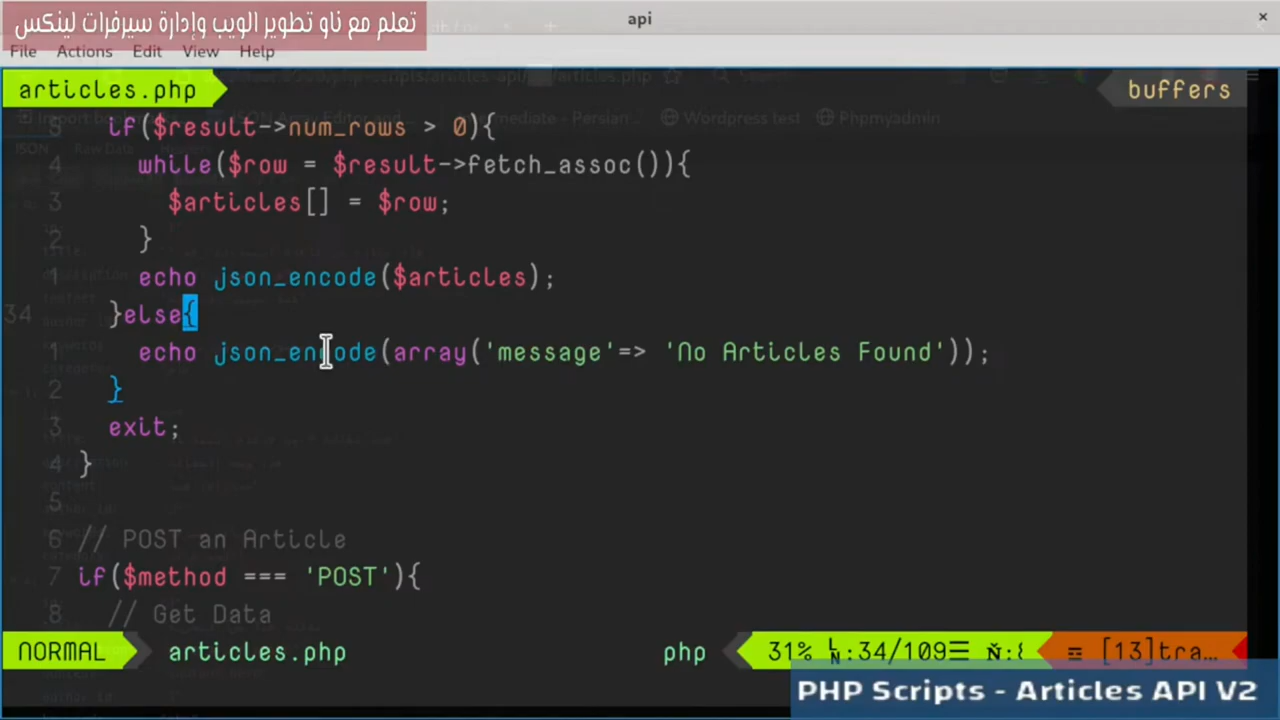 تعلم مع ناو تطوير الويب وإدارة سيرفرات لينكس
api
File Actions Edit View Help
articles.php
buffers
5 if($result->num_rows > 0){
4 while($row = $result->fetch_assoc()){
3 $articles[] = $row;
2 }
1 echo json_encode($articles);
34 }else{
1 echo json_encode(array('message'=> 'No Articles Found'));
2 }
3 exit;
4 }
5
6 // POST an Article
7 if($method === 'POST'){
8 // Get Data
NORMAL articles.php php 31% :34/109☰ [13]tra…
PHP Scripts - Articles API V2